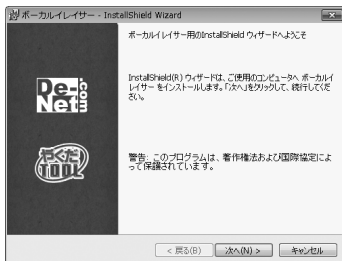 ボーカルイレイサー - InstallShield Wizard
ボーカルイレイサー用のInstallShield ウィザードへようこそ
InstallShield(R) ウィザードは、ご使用のコンピュータへ ボーカルイ
レイサー をインストールします。「次へ」をクリックして、続行してくだ
さい。
De-Net.com
やくだ
TOOL
警告: このプログラムは、著作権法および国際協定によ
って保護されています。
< 戻る(B)
次へ(N) >
キャンセル